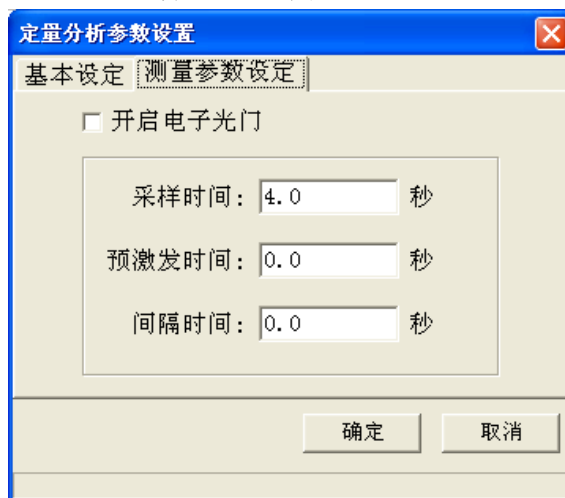 定量分析参数设置
基本设定 测量参数设定
开启电子光门
采样时间: 4.0 秒
预激发时间: 0.0 秒
间隔时间: 0.0 秒
确定 取消